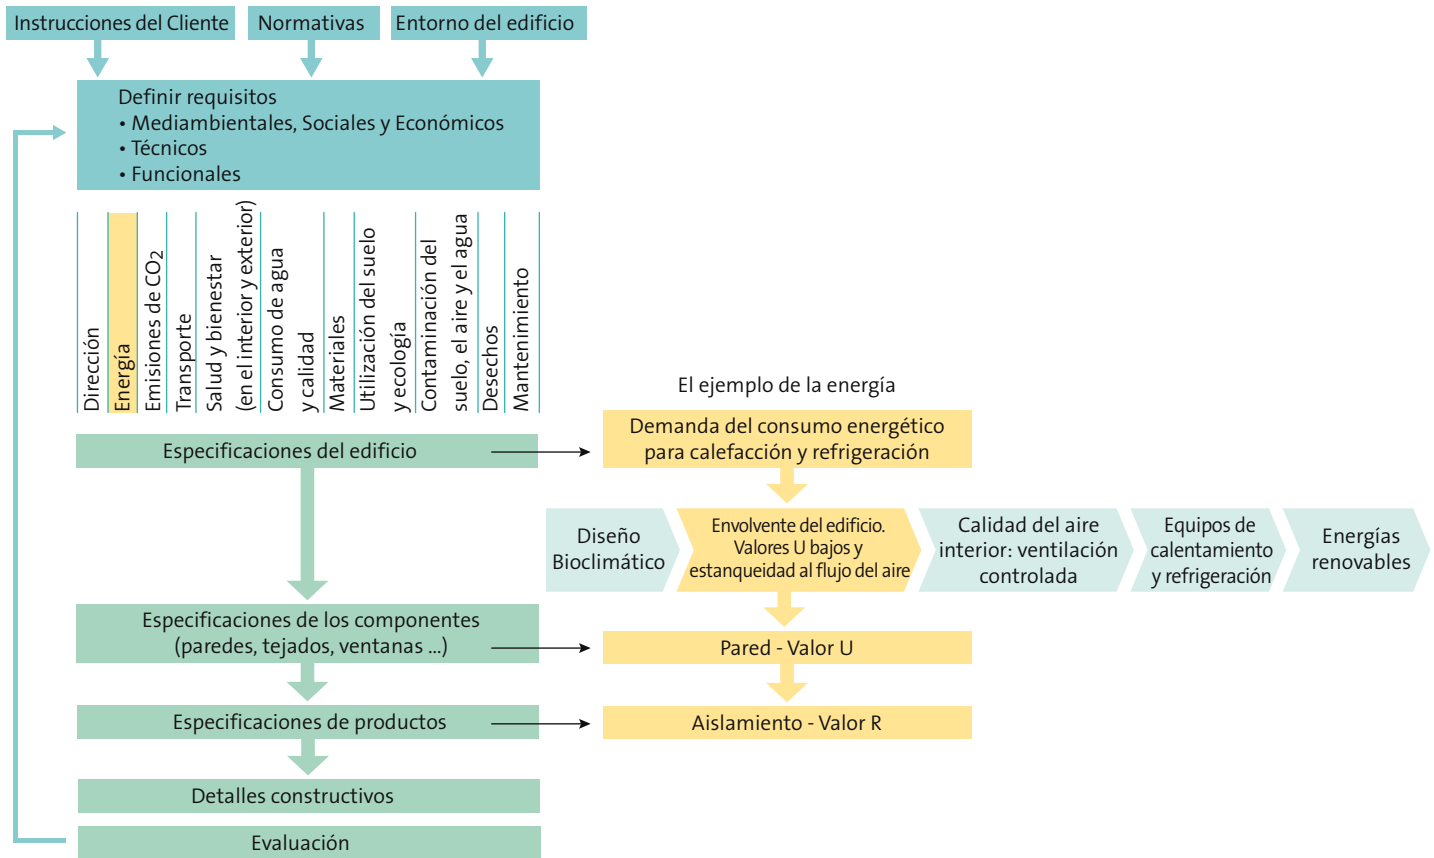 Instrucciones del Cliente
Normativas
Entorno del edificio
Definir requisitos
• Mediambientales, Sociales y Económicos
• Técnicos
• Funcionales
Dirección
Energía
Emisiones de CO2
Transporte
Salud y bienestar
(en el interior y exterior)
Consumo de agua
y calidad
Materiales
Utilización del suelo
y ecología
Contaminación del
suelo, el aire y el agua
Desechos
Mantenimiento
El ejemplo de la energía
Especificaciones del edificio
Demanda del consumo energético
para calefacción y refrigeración
Diseño
Bioclimático
Envolvente del edificio.
Valores U bajos y
estanqueidad al flujo del aire
Calidad del aire
interior: ventilación
controlada
Equipos de
calentamiento
y refrigeración
Energías
renovables
Especificaciones de los componentes
(paredes, tejados, ventanas ...)
Pared - Valor U
Especificaciones de productos
Aislamiento - Valor R
Detalles constructivos
Evaluación